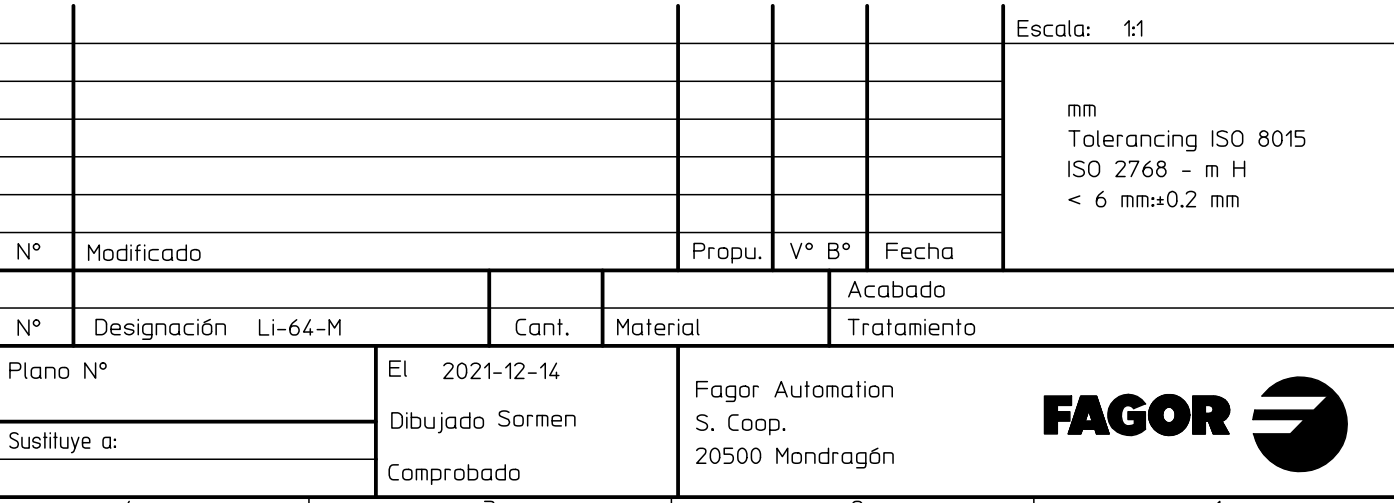 Escala: 1:1
mm
Tolerancing ISO 8015
ISO 2768 - m H
< 6 mm:±0.2 mm
N° Modificado Propu. V° B° Fecha
Acabado
N° Designación Li-64-M Cant. Material Tratamiento
Plano N°
Sustituye a:
El 2021-12-14
Dibujado Sormen
Comprobado
Fagor Automation
S. Coop.
20500 Mondragón
FAGOR